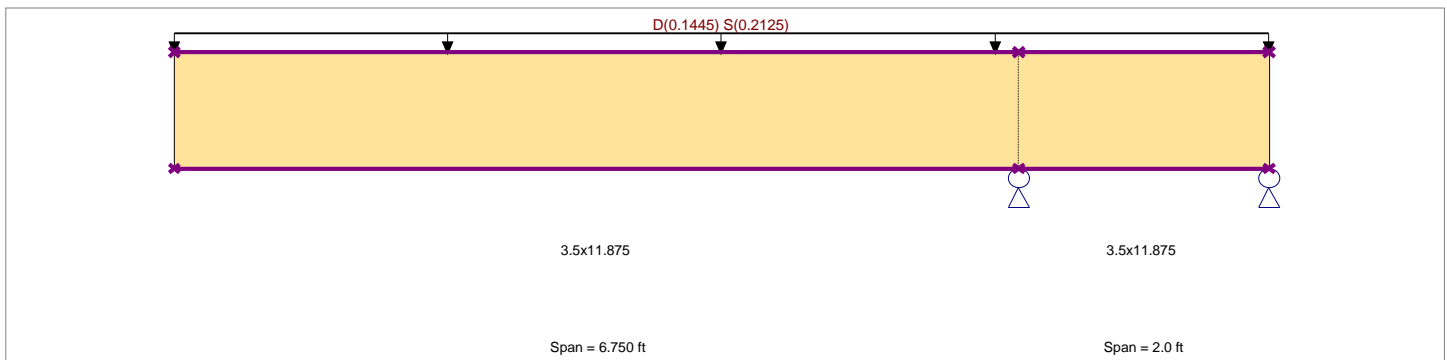 D(0.1445) S(0.2125)
3.5x11.875 3.5x11.875
Span = 6.750 ft Span = 2.0 ft